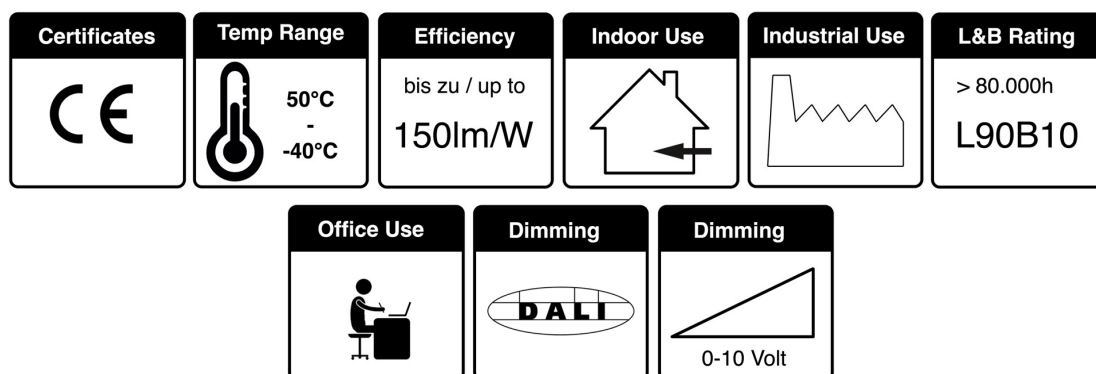 Certificates
CE
Temp Range
50°C
-
-40°C
Efficiency
bis zu / up to
150lm/W
Indoor Use
Industrial Use
L&B Rating
> 80.000h
L90B10
Office Use
Dimming
DALI
Dimming
0-10 Volt